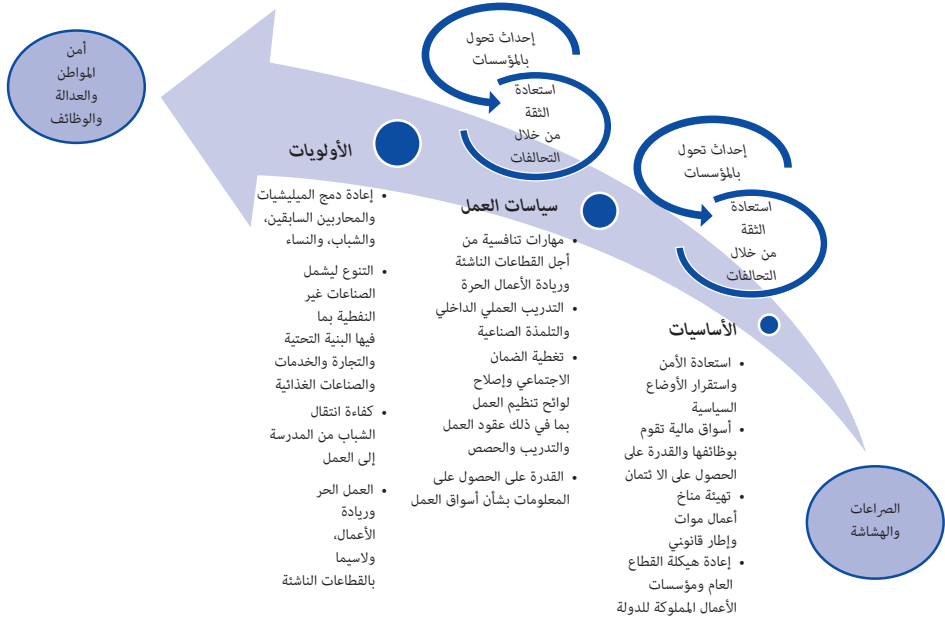 إحداث تحول
بالمؤسسات
استعادة
الثقة
من خلال
التحالفات
إحداث تحول
بالمؤسسات
استعادة
الثقة
من خلال
التحالفات
الصراعات
والهشاشة
الأساسيات
• استعادة الأمن
واستقرار الأوضاع
السياسية
• أسواق مالية تقوم
بوظائفها والقدرة على
الحصول على الا ئتمان
• تهيئة مناخ
أعمال موات
وإطار قانوني
• إعادة هيكلة القطاع
العام ومؤسسات
الأعمال المملوكة للدولة
سياسات العمل
• مهارات تنافسية من
أجل القطاعات الناشئة
وريادة الأعمال الحرة
• التدريب العملي الداخلي
والتلمذة الصناعية
• تغطية الضمان
الاجتماعي وإصلاح
لوائح تنظيم العمل
بما في ذلك عقود العمل
والتدريب والحصص
• القدرة على الحصول على
المعلومات بشأن أسواق العمل
الأولويات
• إعادة دمج الميليشيات
والمحاربين السابقين،
والشباب، والنساء
• التنوع ليشمل
الصناعات غير
النفطية بما
فيها البنية التحتية
والتجارة والخدمات
والصناعات الغذائية
• كفاءة انتقال
الشباب من المدرسة
إلى العمل
• العمل الحر
وريادة
الأعمال،
ولاسيما
بالقطاعات الناشئة
أمن
المواطن
والعدالة
والوظائف